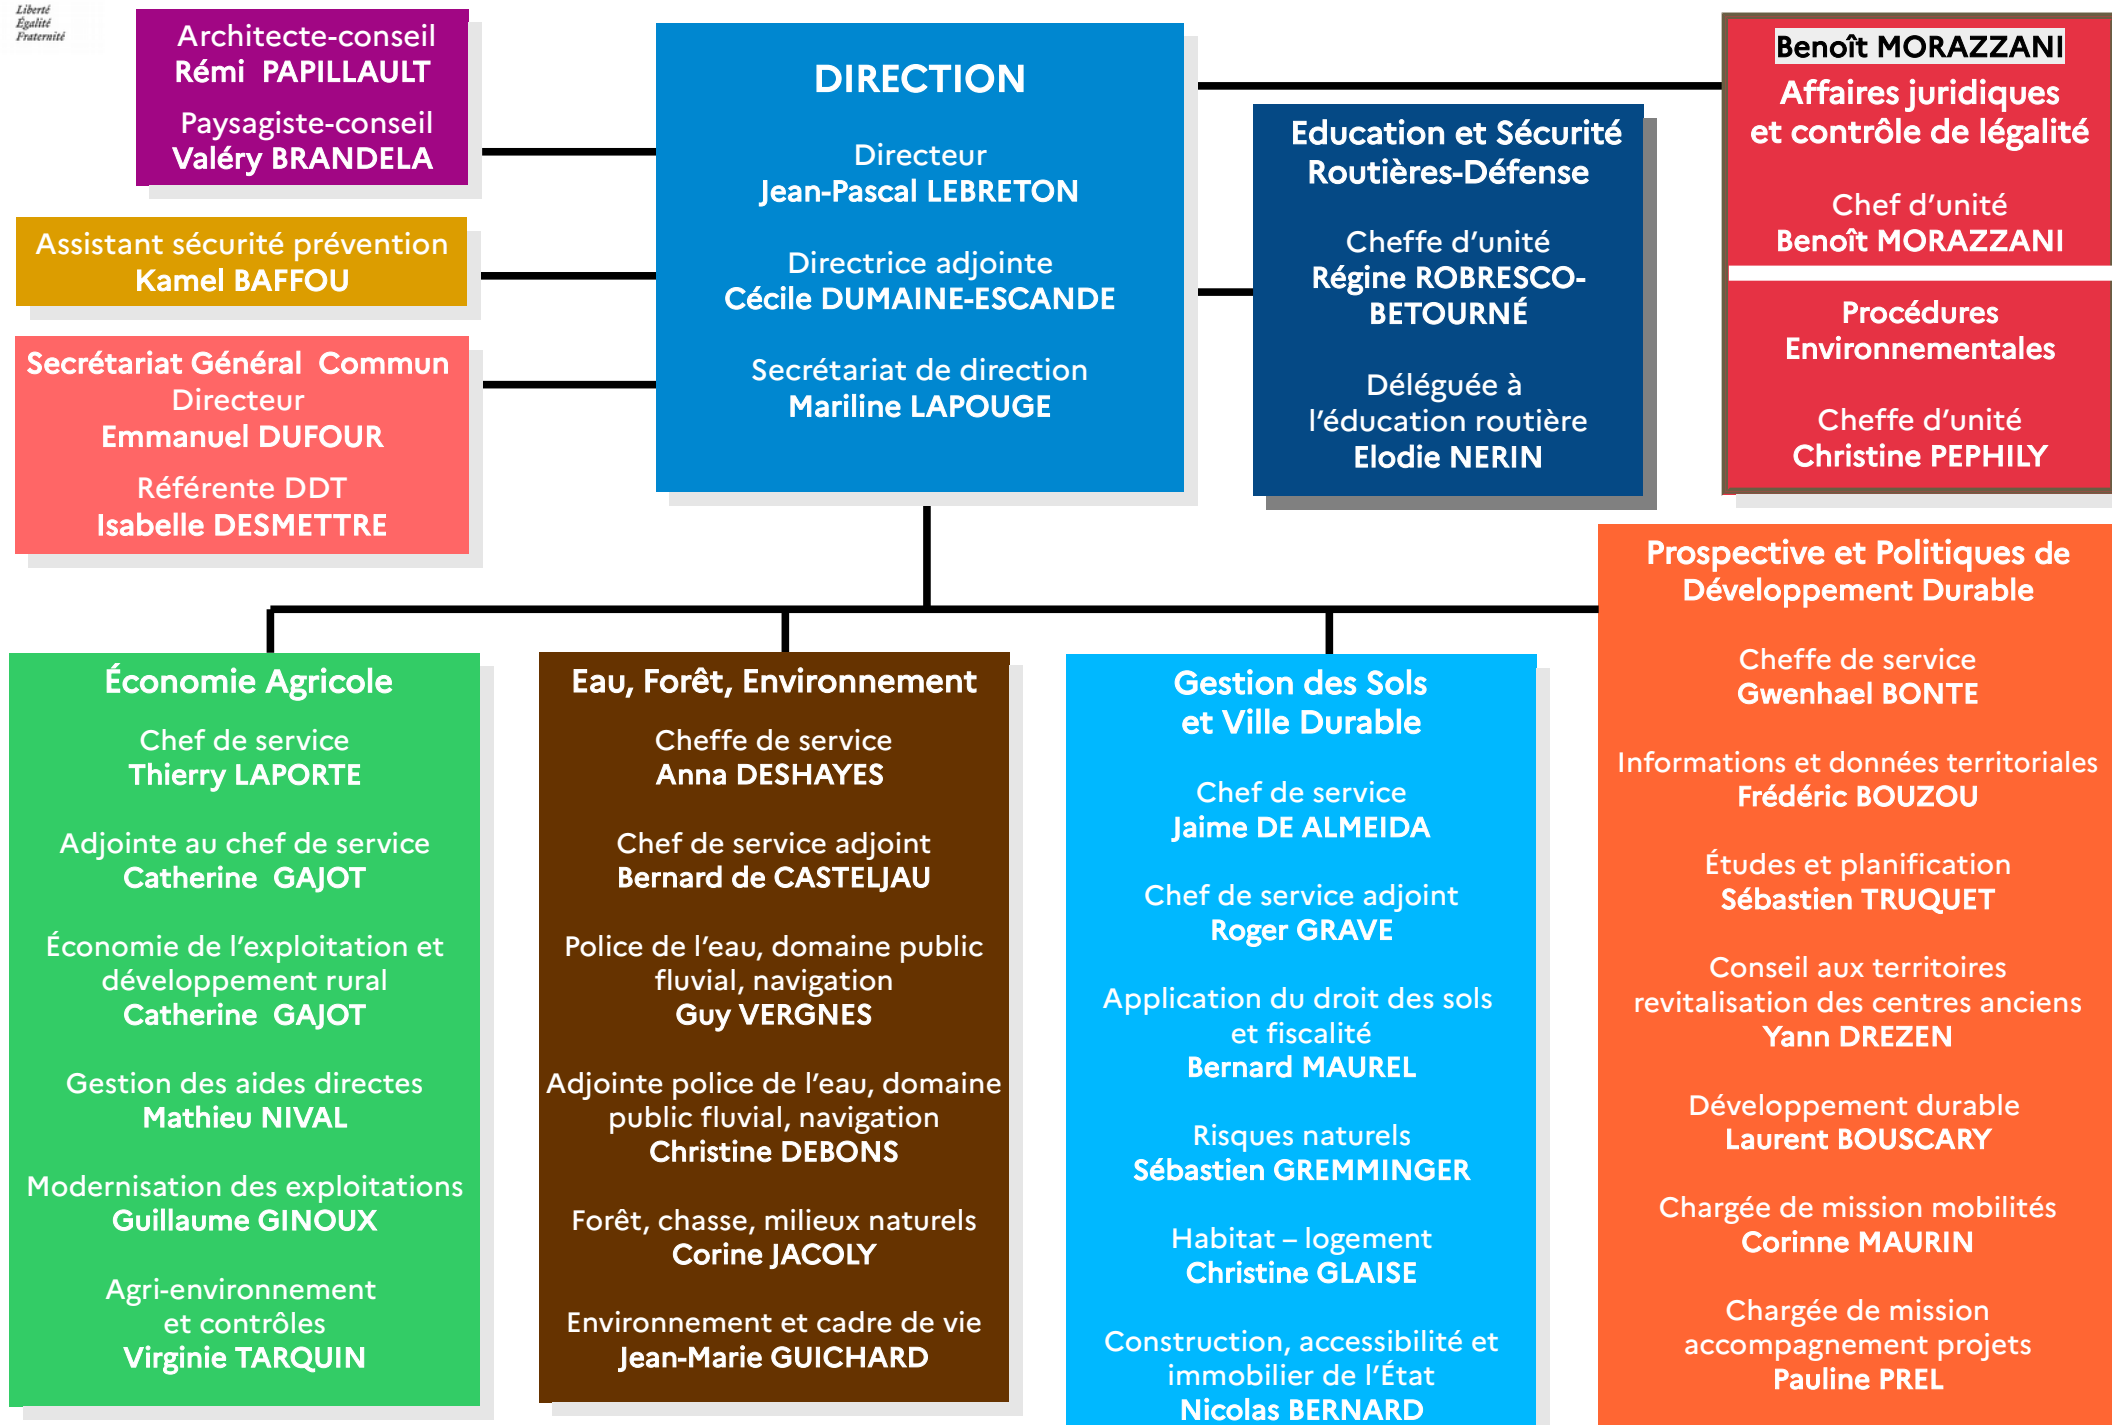 Liberté
Égalité
Fraternité
Architecte-conseil
Rémi PAPILLAULT
Paysagiste-conseil
Valéry BRANDELA
Assistant sécurité prévention
Kamel BAFFOU
Secrétariat Général Commun
Directeur
Emmanuel DUFOUR
Référente DDT
Isabelle DESMETTRE
DIRECTION
Directeur
Jean-Pascal LEBRETON
Directrice adjointe
Cécile DUMAINE-ESCANDE
Secrétariat de direction
Mariline LAPOUGE
Education et Sécurité
Routières-Défense
Cheffe d’unité
Régine ROBRESCO-
BETOURNÉ
Déléguée à
l’éducation routière
Elodie NERIN
Benoît MORAZZANI
Affaires juridiques
et contrôle de légalité
Chef d’unité
Benoît MORAZZANI
Procédures
Environnementales
Cheffe d’unité
Christine PEPHILY
Économie Agricole
Chef de service
Thierry LAPORTE
Adjointe au chef de service
Catherine GAJOT
Économie de l’exploitation et
développement rural
Catherine GAJOT
Gestion des aides directes
Mathieu NIVAL
Modernisation des exploitations
Guillaume GINOUX
Agri-environnement
et contrôles
Virginie TARQUIN
Eau, Forêt, Environnement
Cheffe de service
Anna DESHAYES
Chef de service adjoint
Bernard de CASTELJAU
Police de l’eau, domaine public
fluvial, navigation
Guy VERGNES
Adjointe police de l’eau, domaine
public fluvial, navigation
Christine DEBONS
Forêt, chasse, milieux naturels
Corine JACOLY
Environnement et cadre de vie
Jean-Marie GUICHARD
Gestion des Sols
et Ville Durable
Chef de service
Jaime DE ALMEIDA
Chef de service adjoint
Roger GRAVE
Application du droit des sols
et fiscalité
Bernard MAUREL
Risques naturels
Sébastien GREMMINGER
Habitat – logement
Christine GLAISE
Construction, accessibilité et
immobilier de l’État
Nicolas BERNARD
Prospective et Politiques de
Développement Durable
Cheffe de service
Gwenhael BONTE
Informations et données territoriales
Frédéric BOUZOU
Études et planification
Sébastien TRUQUET
Conseil aux territoires
revitalisation des centres anciens
Yann DREZEN
Développement durable
Laurent BOUSCARY
Chargée de mission mobilités
Corinne MAURIN
Chargée de mission
accompagnement projets
Pauline PREL